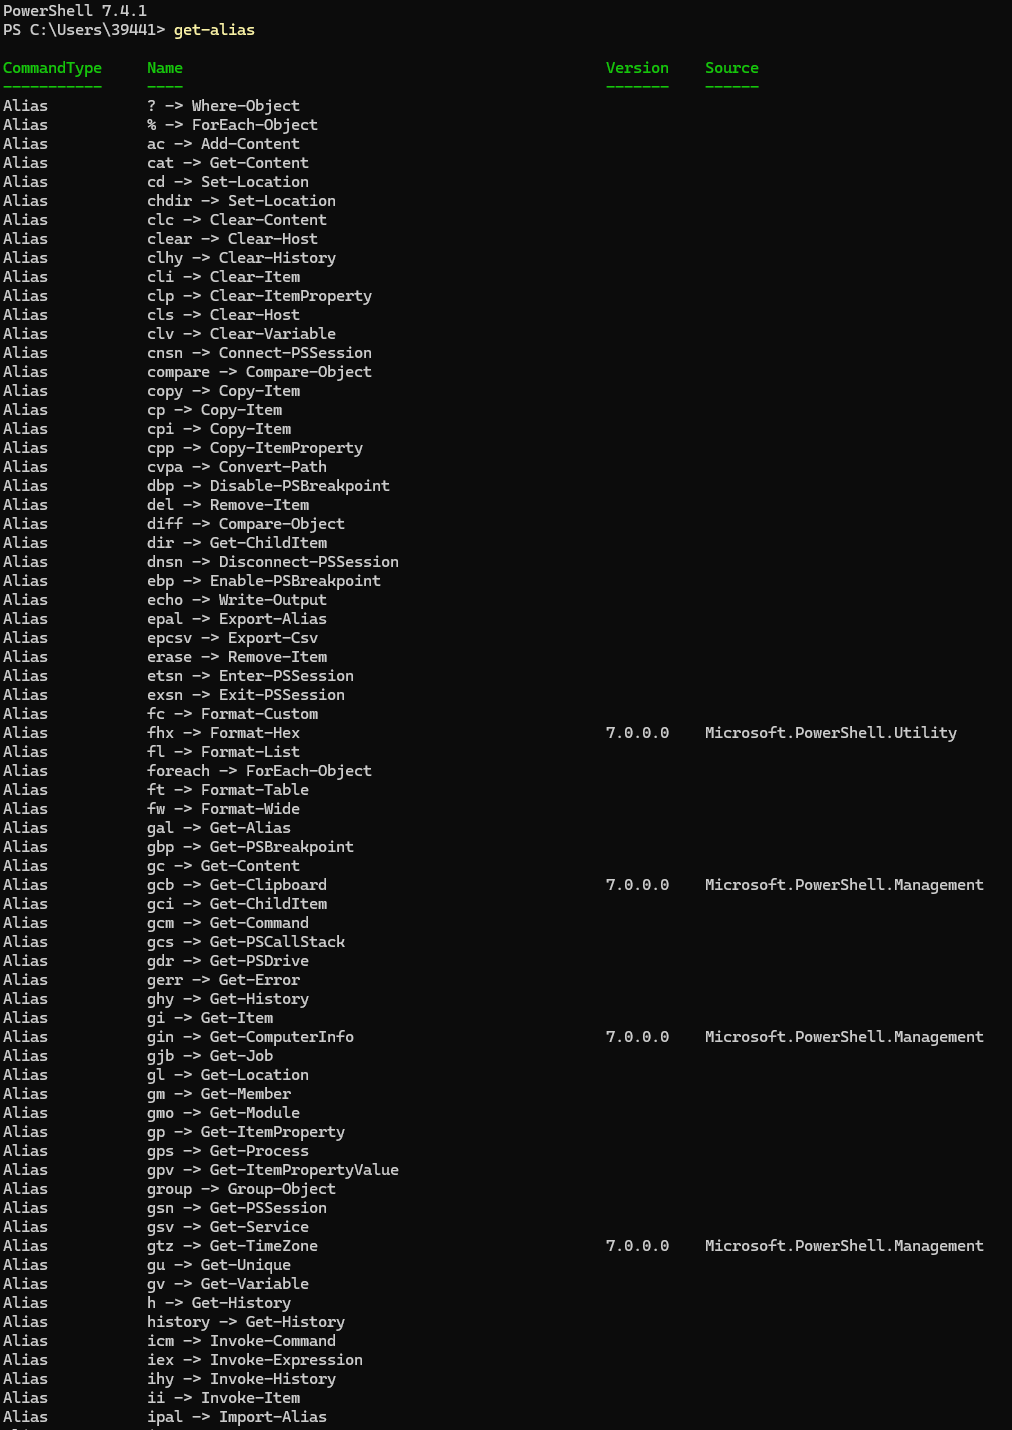 PowerShell 7.4.1
PS C:\Users\39441> get-alias
CommandType     Name                                               Version    Source
-----------     ----                                               -------    ------
Alias           ? -> Where-Object
Alias           % -> ForEach-Object
Alias           ac -> Add-Content
Alias           cat -> Get-Content
Alias           cd -> Set-Location
Alias           chdir -> Set-Location
Alias           clc -> Clear-Content
Alias           clear -> Clear-Host
Alias           clhy -> Clear-History
Alias           cli -> Clear-Item
Alias           clp -> Clear-ItemProperty
Alias           cls -> Clear-Host
Alias           clv -> Clear-Variable
Alias           cnsn -> Connect-PSSession
Alias           compare -> Compare-Object
Alias           copy -> Copy-Item
Alias           cp -> Copy-Item
Alias           cpi -> Copy-Item
Alias           cpp -> Copy-ItemProperty
Alias           cvpa -> Convert-Path
Alias           dbp -> Disable-PSBreakpoint
Alias           del -> Remove-Item
Alias           diff -> Compare-Object
Alias           dir -> Get-ChildItem
Alias           dnsn -> Disconnect-PSSession
Alias           ebp -> Enable-PSBreakpoint
Alias           echo -> Write-Output
Alias           epal -> Export-Alias
Alias           epcsv -> Export-Csv
Alias           erase -> Remove-Item
Alias           etsn -> Enter-PSSession
Alias           exsn -> Exit-PSSession
Alias           fc -> Format-Custom
Alias           fhx -> Format-Hex                                  7.0.0.0    Microsoft.PowerShell.Utility
Alias           fl -> Format-List
Alias           foreach -> ForEach-Object
Alias           ft -> Format-Table
Alias           fw -> Format-Wide
Alias           gal -> Get-Alias
Alias           gbp -> Get-PSBreakpoint
Alias           gc -> Get-Content
Alias           gcb -> Get-Clipboard                               7.0.0.0    Microsoft.PowerShell.Management
Alias           gci -> Get-ChildItem
Alias           gcm -> Get-Command
Alias           gcs -> Get-PSCallStack
Alias           gdr -> Get-PSDrive
Alias           gerr -> Get-Error
Alias           ghy -> Get-History
Alias           gi -> Get-Item
Alias           gin -> Get-ComputerInfo                            7.0.0.0    Microsoft.PowerShell.Management
Alias           gjb -> Get-Job
Alias           gl -> Get-Location
Alias           gm -> Get-Member
Alias           gmo -> Get-Module
Alias           gp -> Get-ItemProperty
Alias           gps -> Get-Process
Alias           gpv -> Get-ItemPropertyValue
Alias           group -> Group-Object
Alias           gsn -> Get-PSSession
Alias           gsv -> Get-Service
Alias           gtz -> Get-TimeZone                                7.0.0.0    Microsoft.PowerShell.Management
Alias           gu -> Get-Unique
Alias           gv -> Get-Variable
Alias           h -> Get-History
Alias           history -> Get-History
Alias           icm -> Invoke-Command
Alias           iex -> Invoke-Expression
Alias           ihy -> Invoke-History
Alias           ii -> Invoke-Item
Alias           ipal -> Import-Alias